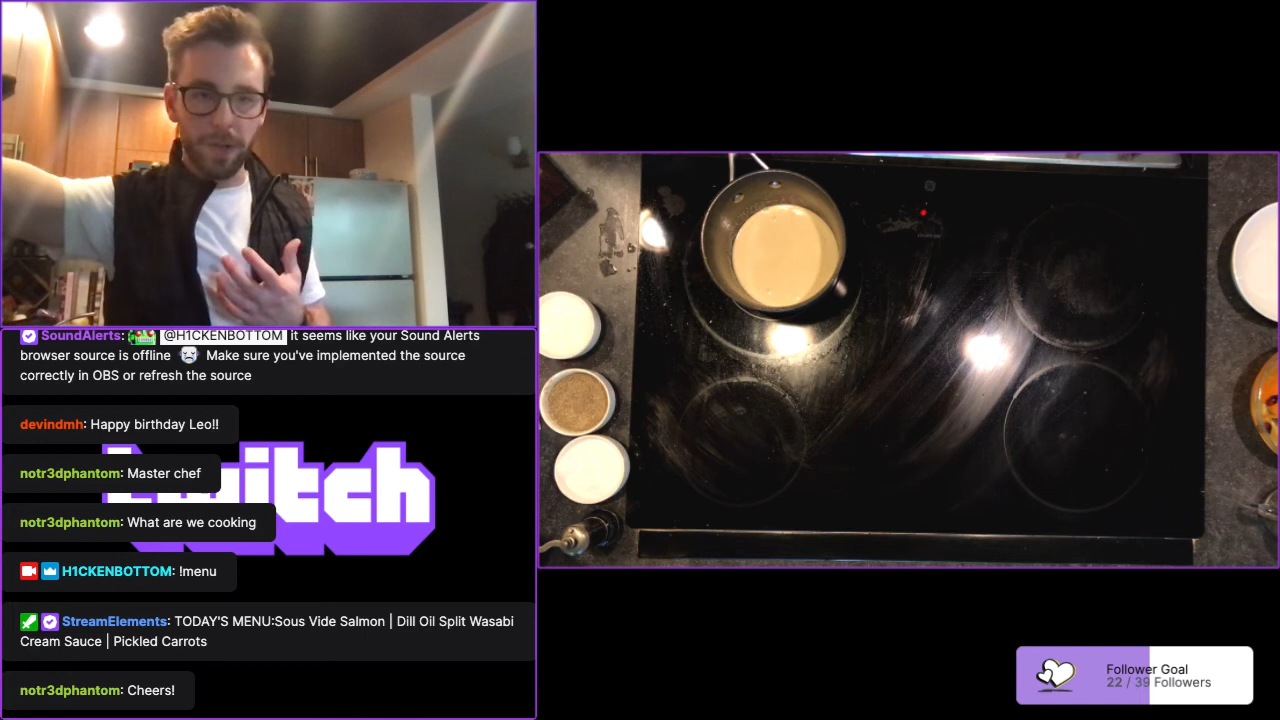 SoundAlerts: @H1CKENBOTTOM it seems like your Sound Alerts
browser source is offline Make sure you've implemented the source
correctly in OBS or refresh the source
devindmh: Happy birthday Leo!!
notr3dphantom: Master chef
twitch
notr3dphantom: What are we cooking
H1CKENBOTTOM: !menu
StreamElements: TODAY'S MENU:Sous Vide Salmon | Dill Oil Split Wasabi
Cream Sauce | Pickled Carrots
notr3dphantom: Cheers!
Follower Goal
22 / 39 Followers